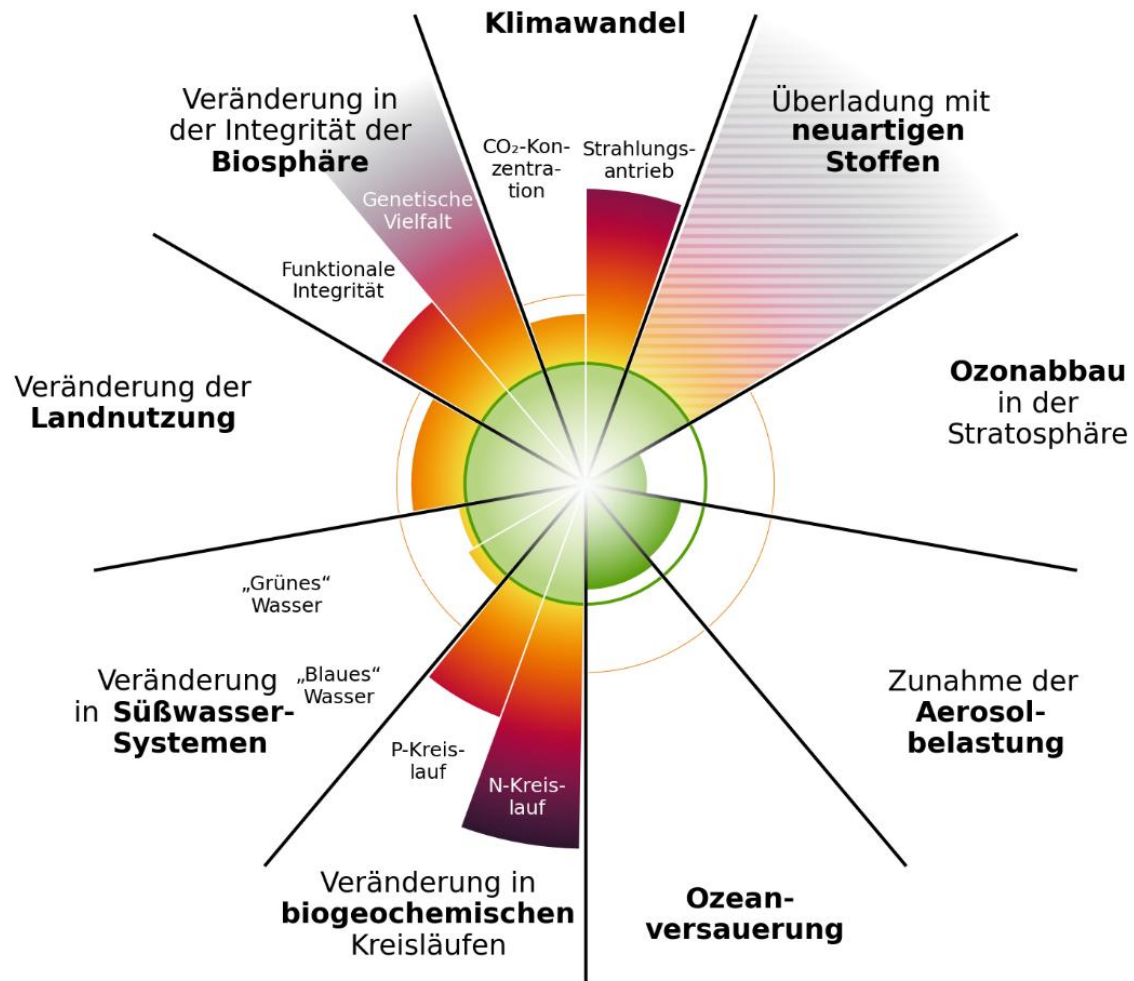 Klimawandel
Veränderung in
der Integrität der
Biosphäre
Überladung mit
neuartigen
Stoffen
CO₂-Kon-
zentra-
tion
Strahlungs-
antrieb
Genetische
Vielfalt
Funktionale
Integrität
Veränderung der
Landnutzung
Ozonabbau
in der
Stratosphäre
„Grünes“
Wasser
„Blaues“
Wasser
Veränderung
in Süßwasser-
Systemen
Zunahme der
Aerosol-
belastung
P-Kreis-
lauf
N-Kreis-
lauf
Veränderung in
biogeochemischen
Kreisläufen
Ozean-
versauerung